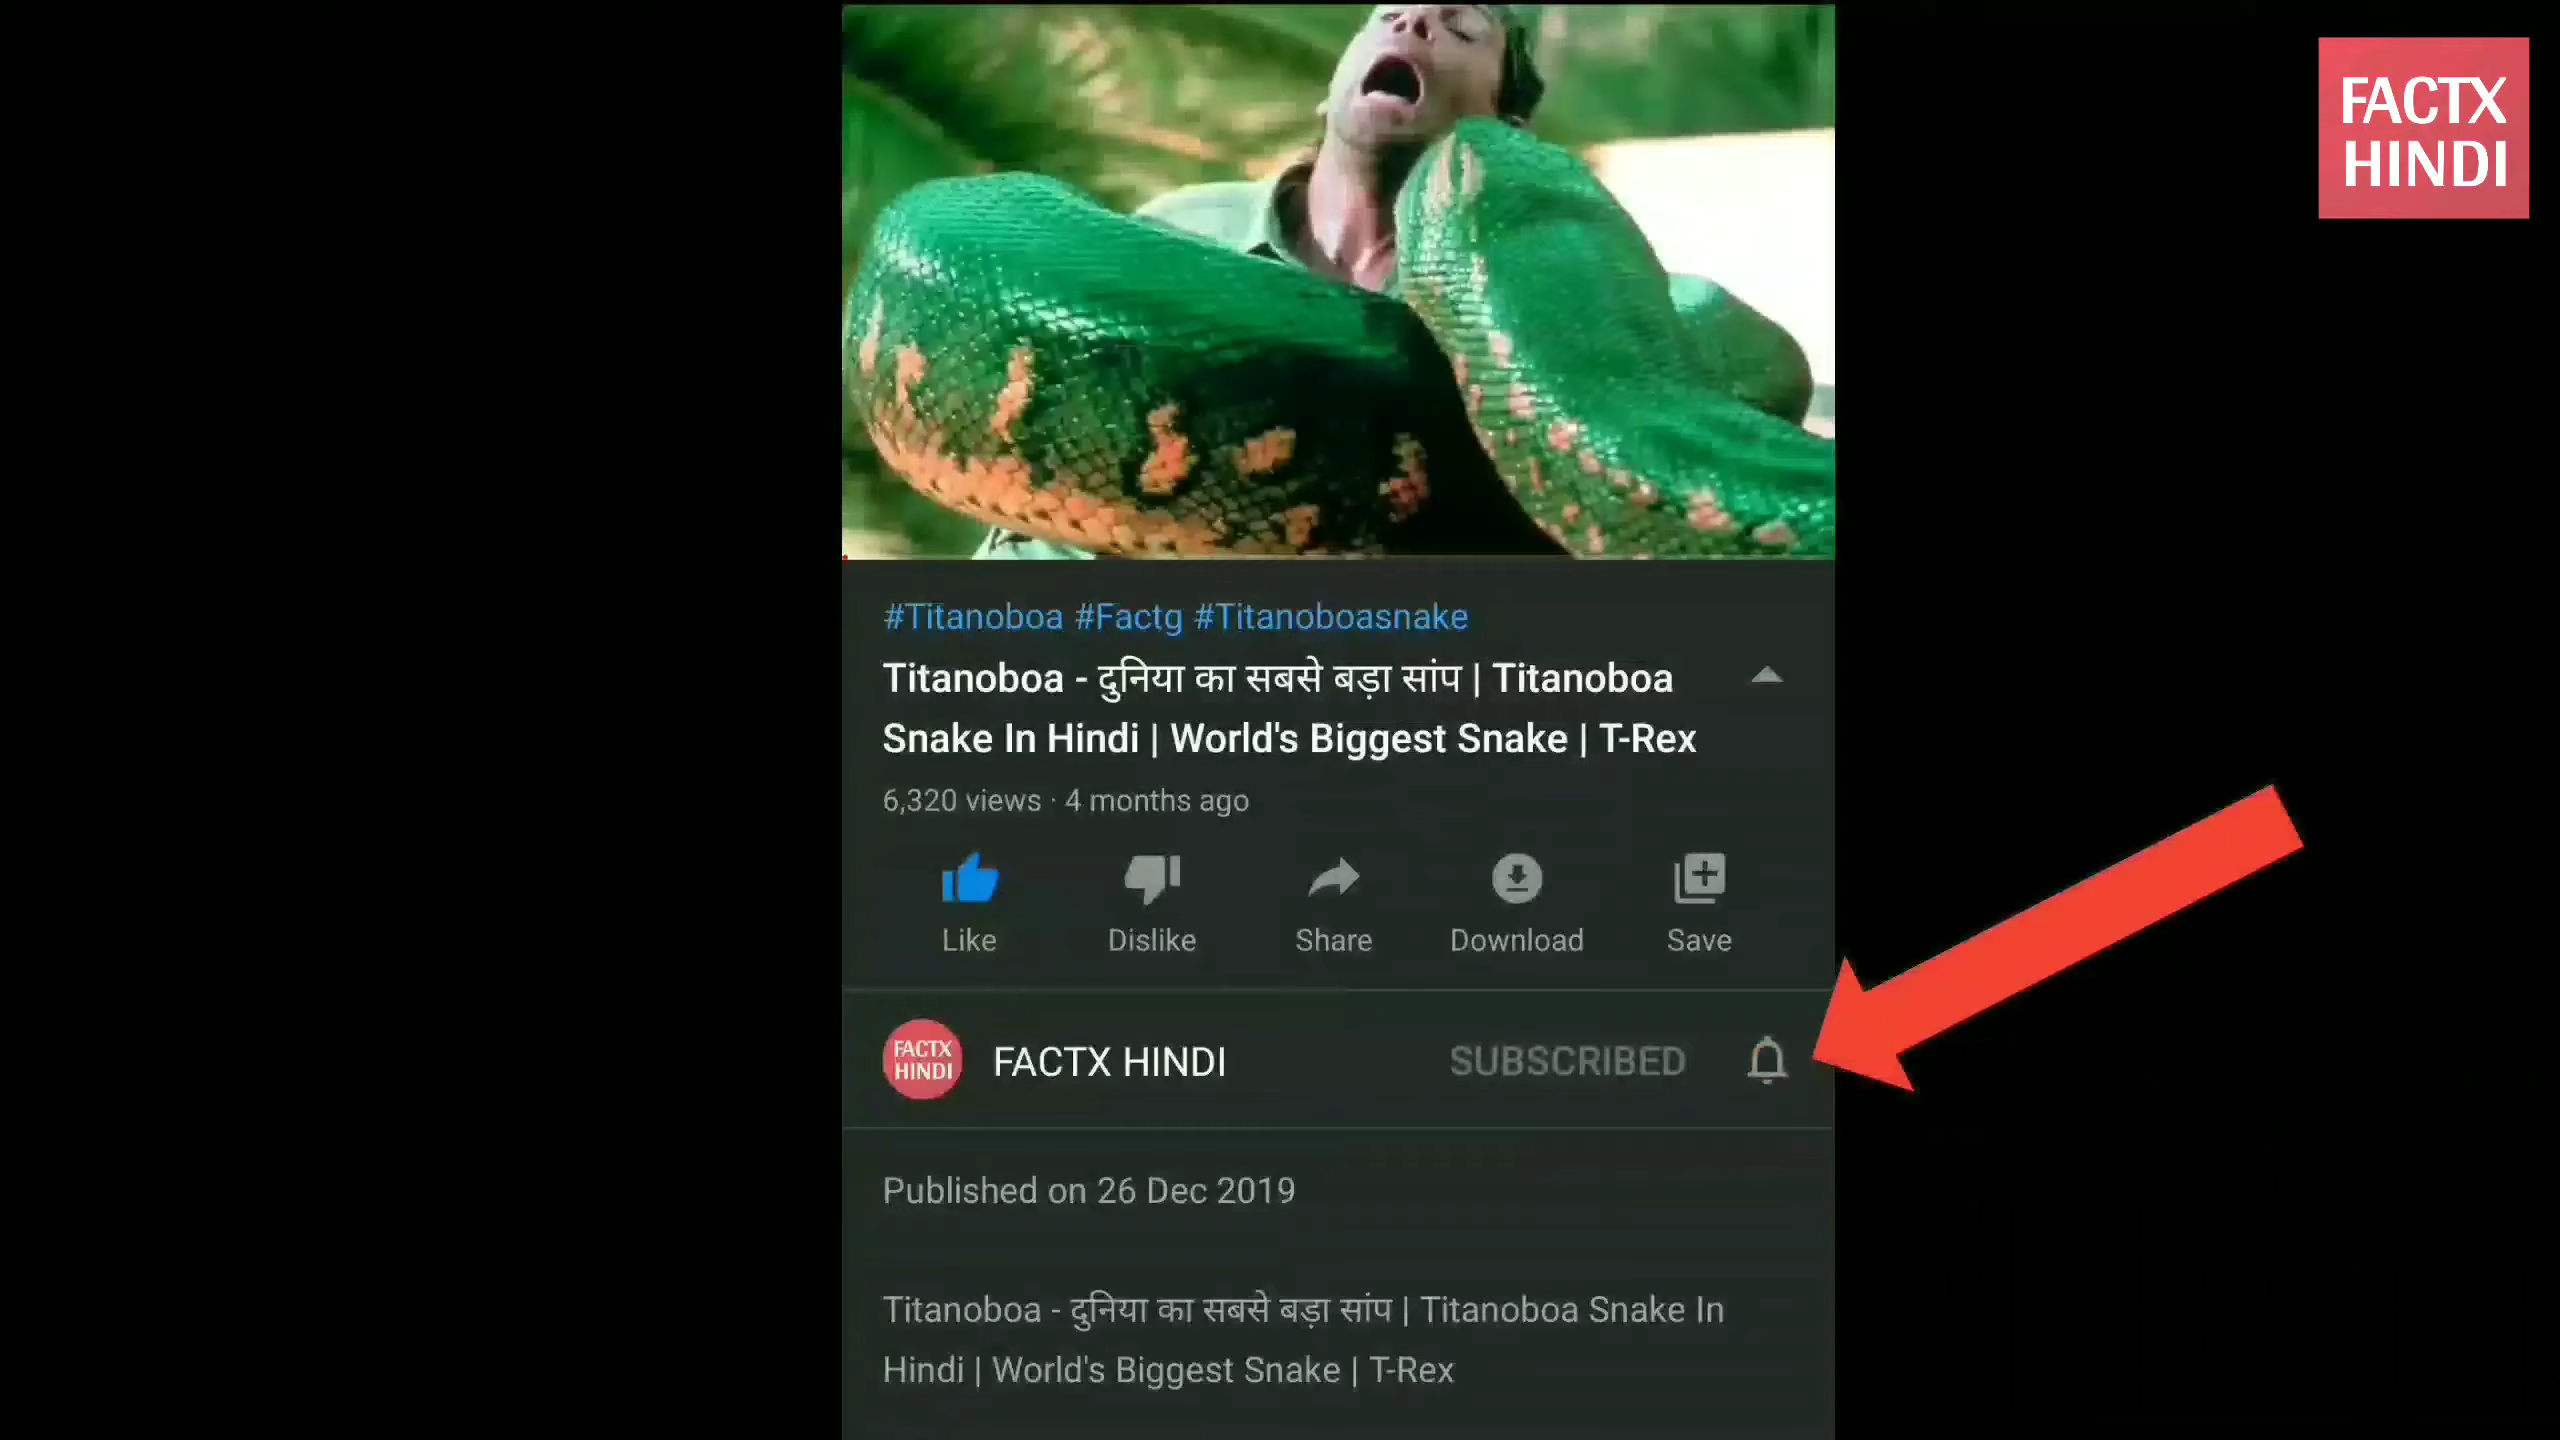 FACTX
HINDI
#Titanoboa #Factg #Titanoboasnake
Titanoboa - दुनिया का सबसे बड़ा सांप | Titanoboa
Snake In Hindi | World's Biggest Snake | T-Rex
6,320 views · 4 months ago
Like Dislike Share Download Save
FACTX
HINDI
FACTX HINDI SUBSCRIBED
Published on 26 Dec 2019
Titanoboa - दुनिया का सबसे बड़ा सांप | Titanoboa Snake In
Hindi | World's Biggest Snake | T-Rex